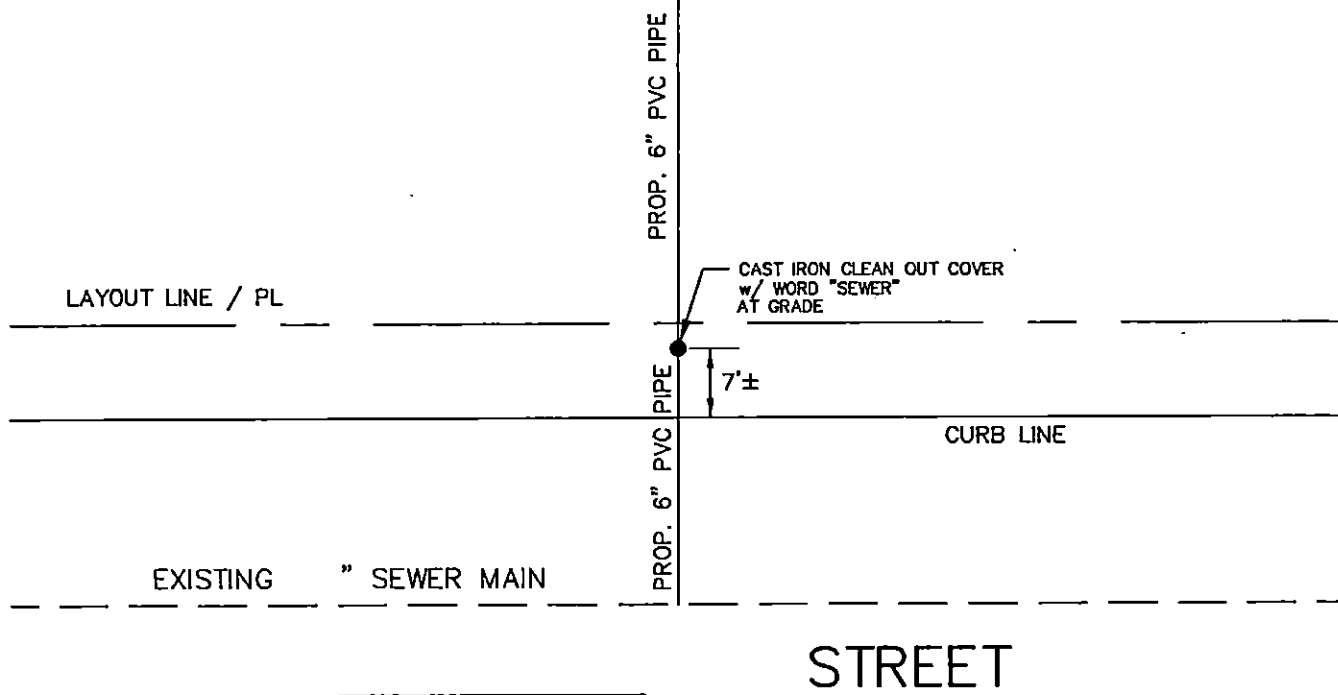 PROP. 6" PVC PIPE
CAST IRON CLEAN OUT COVER
w/ WORD "SEWER"
AT GRADE
LAYOUT LINE / PL
7'±
PROP. 6" PVC PIPE
CURB LINE
EXISTING " SEWER MAIN
STREET